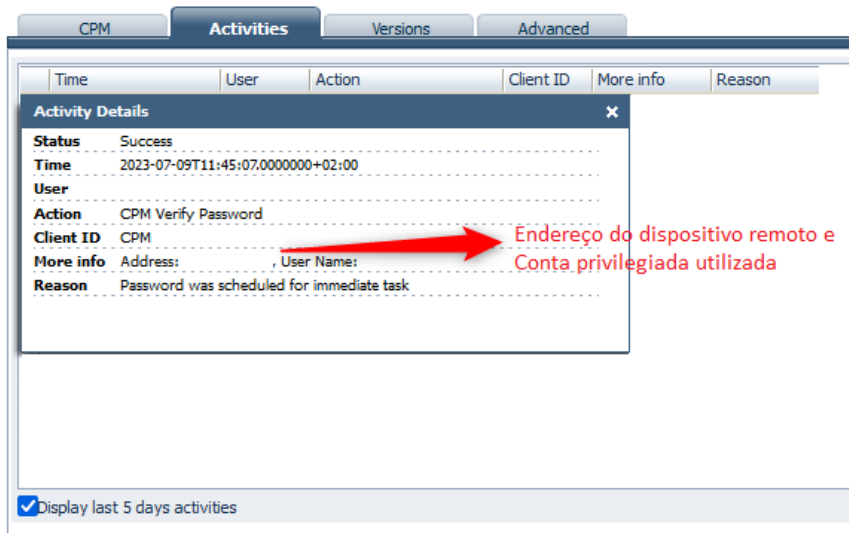 CPM Activities Versions Advanced
Time User Action Client ID More info Reason
Activity Details
Status Success
Time 2023-07-09T11:45:07.0000000+02:00
User
Action CPM Verify Password
Client ID CPM
More info Address: , User Name:
Reason Password was scheduled for immediate task
Endereço do dispositivo remoto e
Conta privilegiada utilizada
Display last 5 days activities